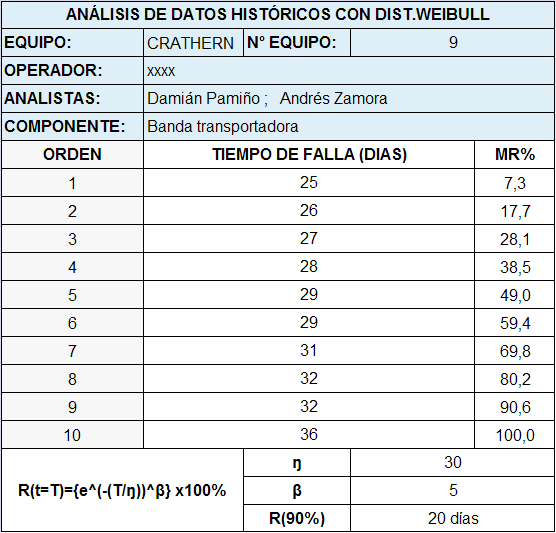 ANÁLISIS DE DATOS HISTÓRICOS CON DIST.WEIBULL
EQUIPO: CRATHERN N° EQUIPO: 9
OPERADOR: xxxx
ANALISTAS: Damián Pamiño ; Andrés Zamora
COMPONENTE: Banda transportadora
ORDEN TIEMPO DE FALLA (DIAS) MR%
1 25 7,3
2 26 17,7
3 27 28,1
4 28 38,5
5 29 49,0
6 29 59,4
7 31 69,8
8 32 80,2
9 32 90,6
10 36 100,0
R(t=T)={e^(-(T/ŋ))^β} x100%
ŋ 30
β 5
R(90%) 20 días